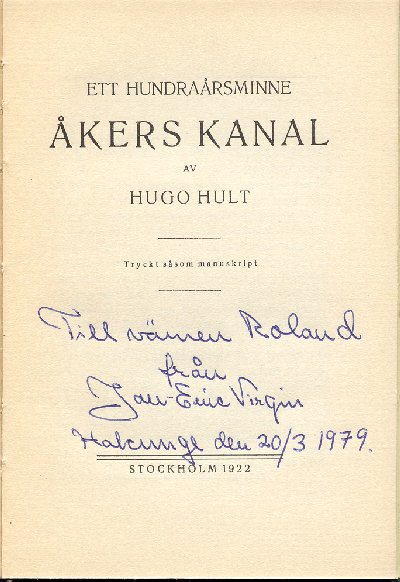 ETT HUNDRAÅRSMINNE
ÅKERS KANAL
AV
HUGO HULT
Tryckt såsom manuskript
Till vännen Roland
från
Jan-Eric Virgin
den 20/3 1979.
STOCKHOLM 1922